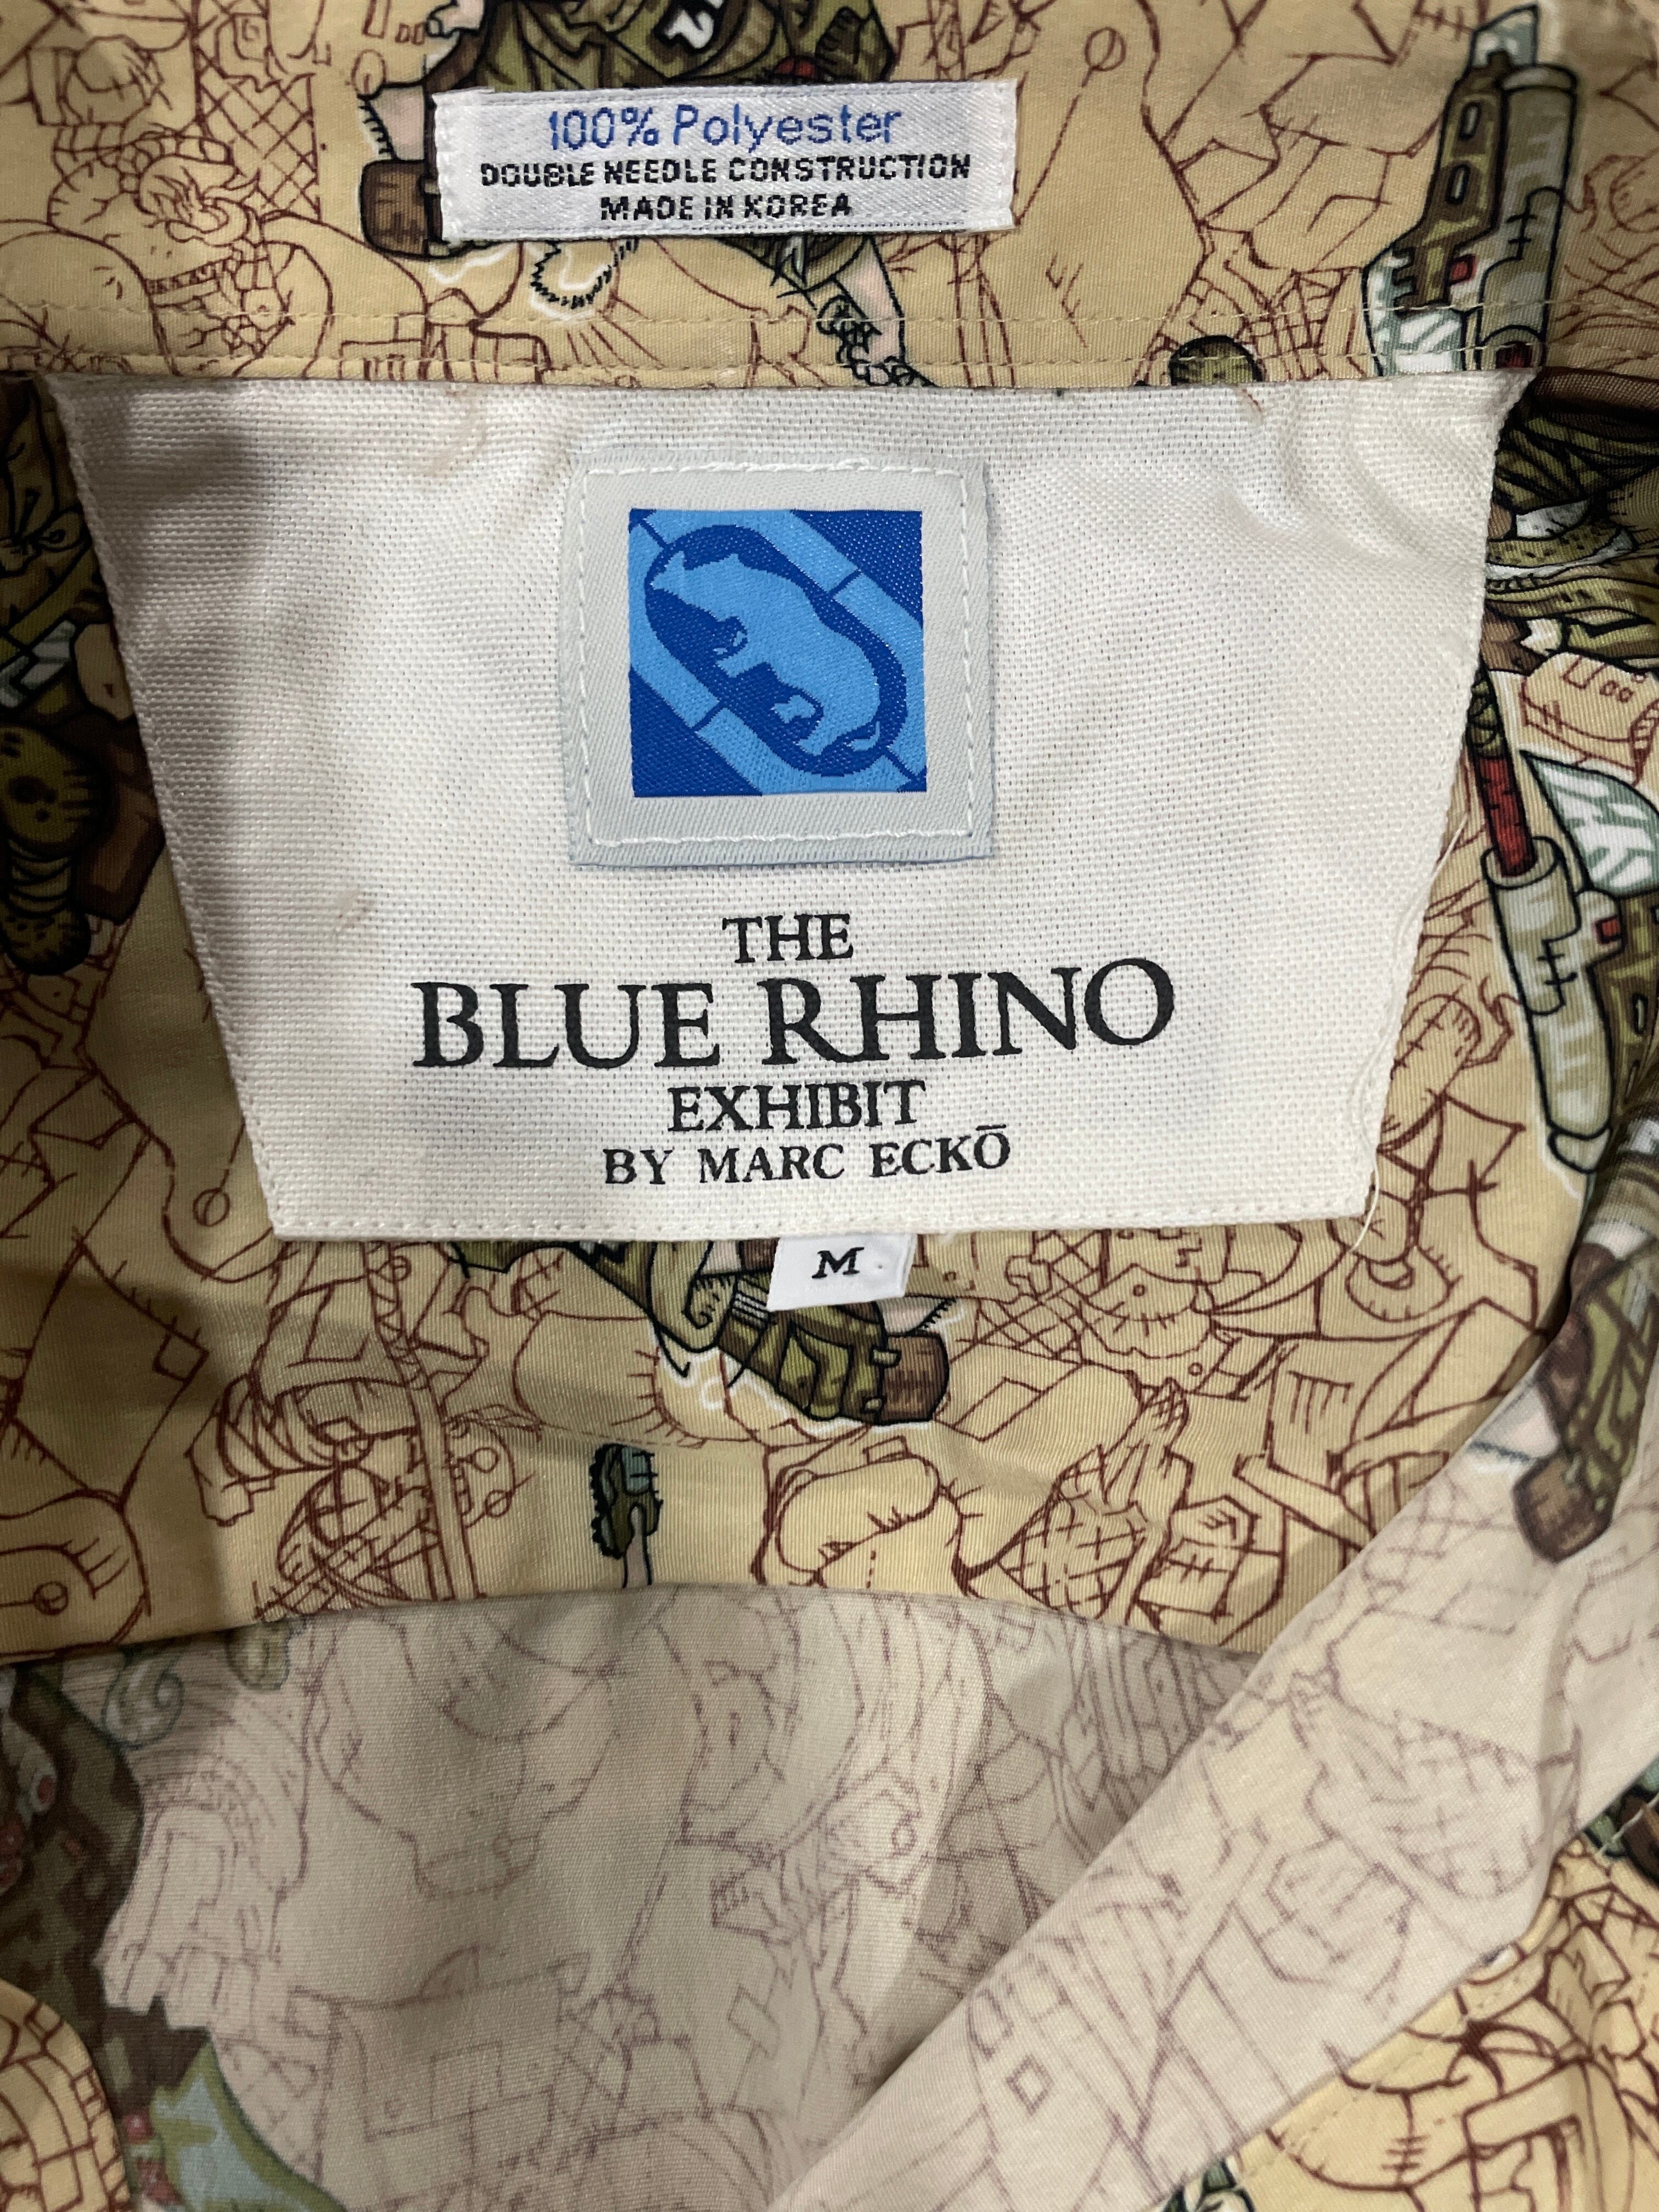 100% Polyester
DOUBLE NEEDLE CONSTRUCTION
MADE IN KOREA
THE
BLUE RHINO
EXHIBIT
BY MARC ECKŌ
M